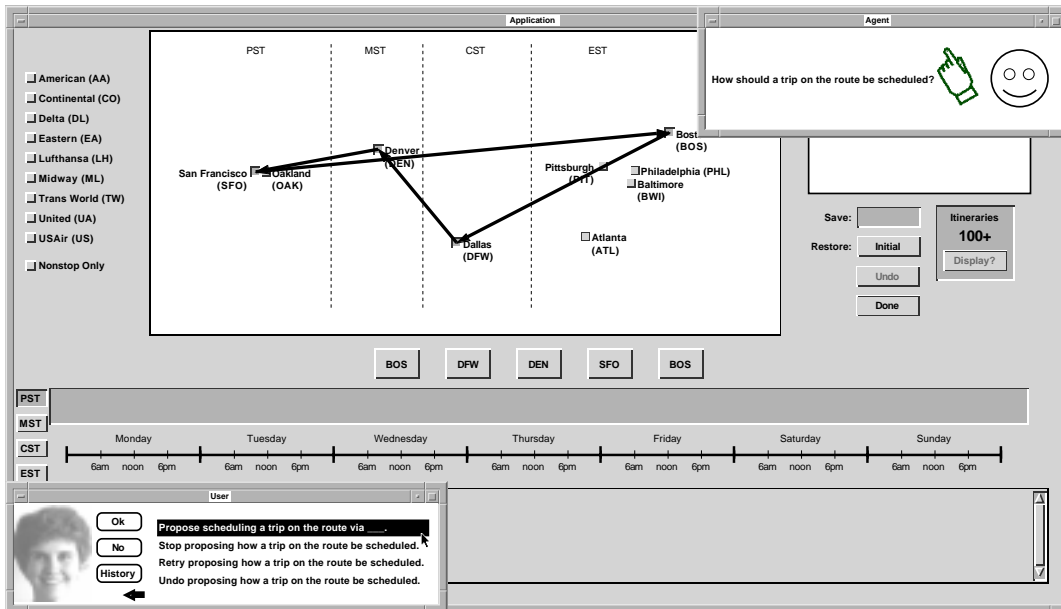 Application
Agent
PST MST CST EST
How should a trip on the route be scheduled?
American (AA)
Continental (CO)
Delta (DL)
Eastern (EA)
Lufthansa (LH)
Midway (ML)
Trans World (TW)
United (UA)
USAir (US)
Nonstop Only
Denver
(DEN)
San Francisco
(SFO)
Oakland
(OAK)
Bost
(BOS)
Pittsburgh
(PIT)
Philadelphia (PHL)
Baltimore
(BWI)
Dallas
(DFW)
Atlanta
(ATL)
Save:
Restore:
Initial
Undo
Done
Itineraries
100+
Display?
BOS DFW DEN SFO BOS
PST
MST
CST
EST
Monday Tuesday Wednesday Thursday Friday Saturday Sunday
6am noon 6pm 6am noon 6pm 6am noon 6pm 6am noon 6pm 6am noon 6pm 6am noon 6pm 6am noon 6pm
User
Ok
No
History
Propose scheduling a trip on the route via ___.
Stop proposing how a trip on the route be scheduled.
Retry proposing how a trip on the route be scheduled.
Undo proposing how a trip on the route be scheduled.